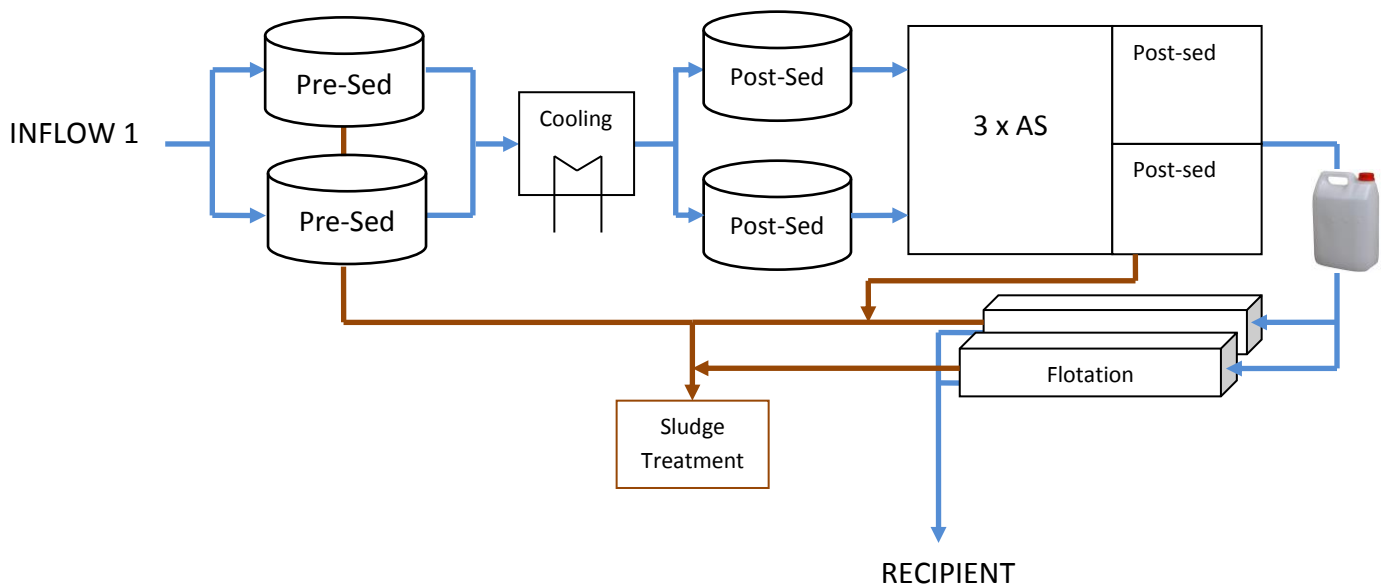 INFLOW 1
Pre-Sed
Pre-Sed
Cooling
Post-Sed
Post-Sed
3 x AS
Post-sed
Post-sed
Flotation
Sludge
Treatment
RECIPIENT